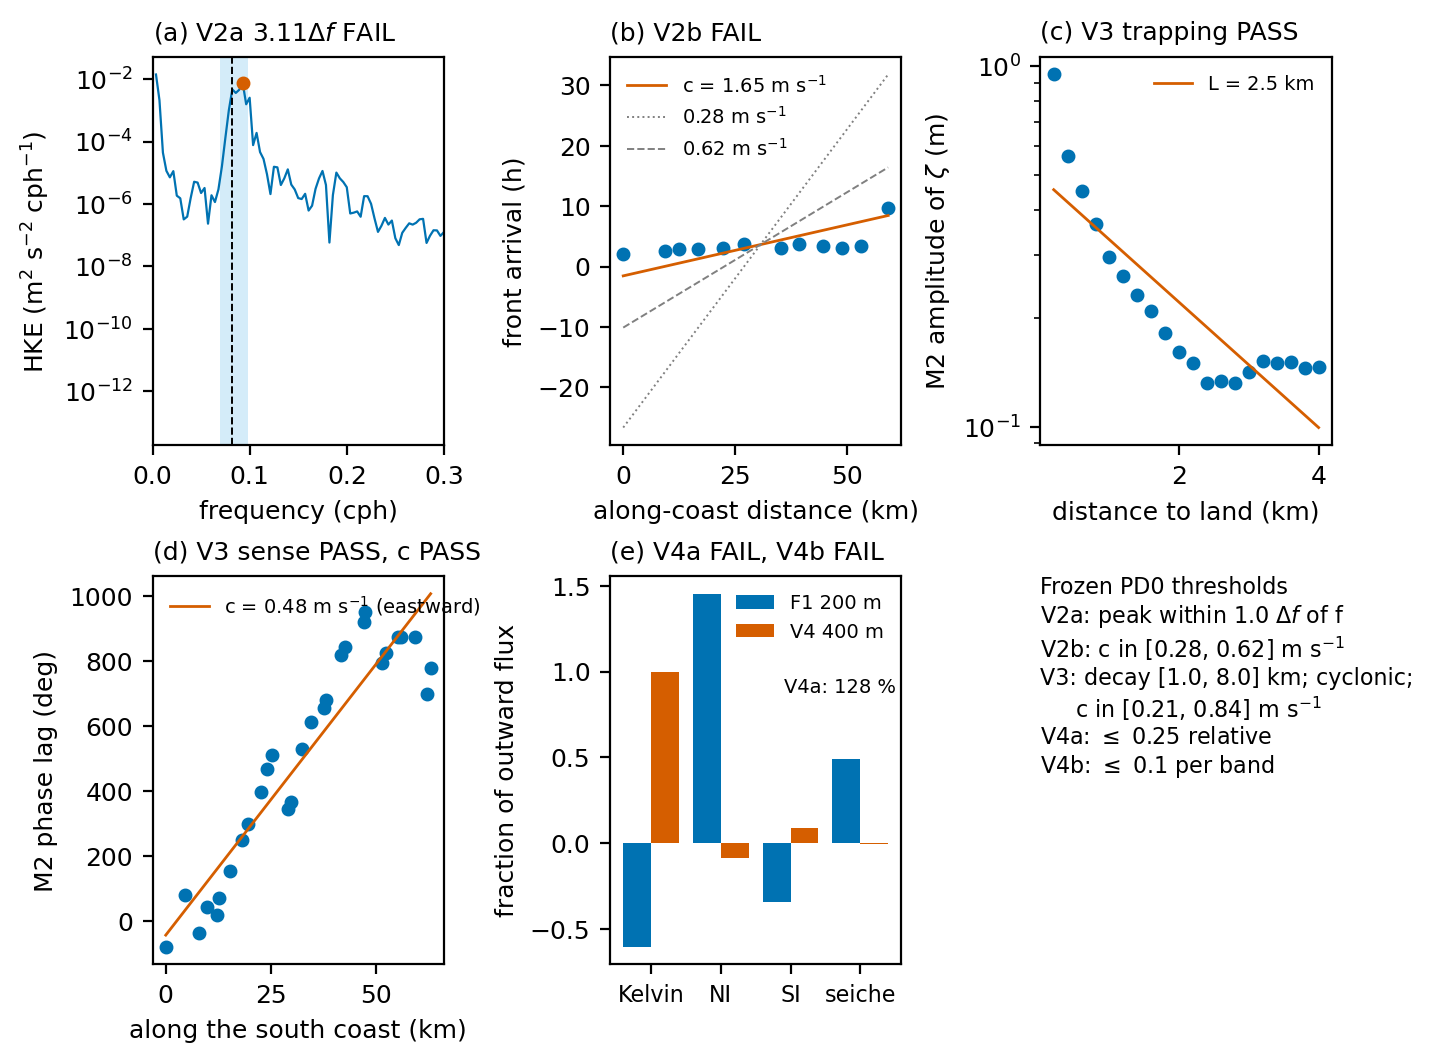 (a) V2a 3.11Δf FAIL
10⁻²
10⁻⁴
10⁻⁶
10⁻⁸
10⁻¹⁰
10⁻¹²
HKE (m² s⁻² cph⁻¹)
0.0 0.1 0.2 0.3
frequency (cph)
(b) V2b FAIL
c = 1.65 m s⁻¹
0.28 m s⁻¹
0.62 m s⁻¹
30
20
10
0
−10
−20
front arrival (h)
0 25 50
along-coast distance (km)
(c) V3 trapping PASS
L = 2.5 km
10⁰
10⁻¹
M2 amplitude of ζ (m)
2 4
distance to land (km)
(d) V3 sense PASS, c PASS
c = 0.48 m s⁻¹ (eastward)
1000
800
600
400
200
0
M2 phase lag (deg)
0 25 50
along the south coast (km)
(e) V4a FAIL, V4b FAIL
F1 200 m
V4 400 m
V4a: 128 %
1.5
1.0
0.5
0.0
−0.5
fraction of outward flux
Kelvin NI SI seiche
Frozen PD0 thresholds
V2a: peak within 1.0 Δf of f
V2b: c in [0.28, 0.62] m s⁻¹
V3: decay [1.0, 8.0] km; cyclonic;
c in [0.21, 0.84] m s⁻¹
V4a: ≤ 0.25 relative
V4b: ≤ 0.1 per band